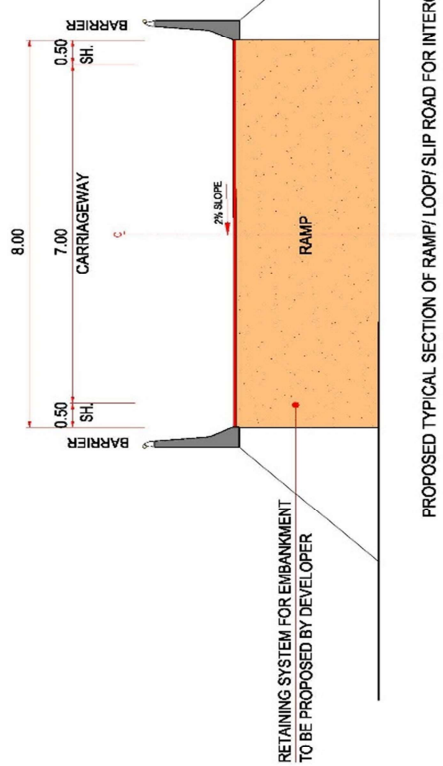 8.00
0.50
7.00
0.50
SH.
CARRIAGEWAY
SH.
BARRIER
BARRIER
2% SLOPE
RAMP
RETAINING SYSTEM FOR EMBANKMENT
TO BE PROPOSED BY DEVELOPER
PROPOSED TYPICAL SECTION OF RAMP/ LOOP/ SLIP ROAD FOR